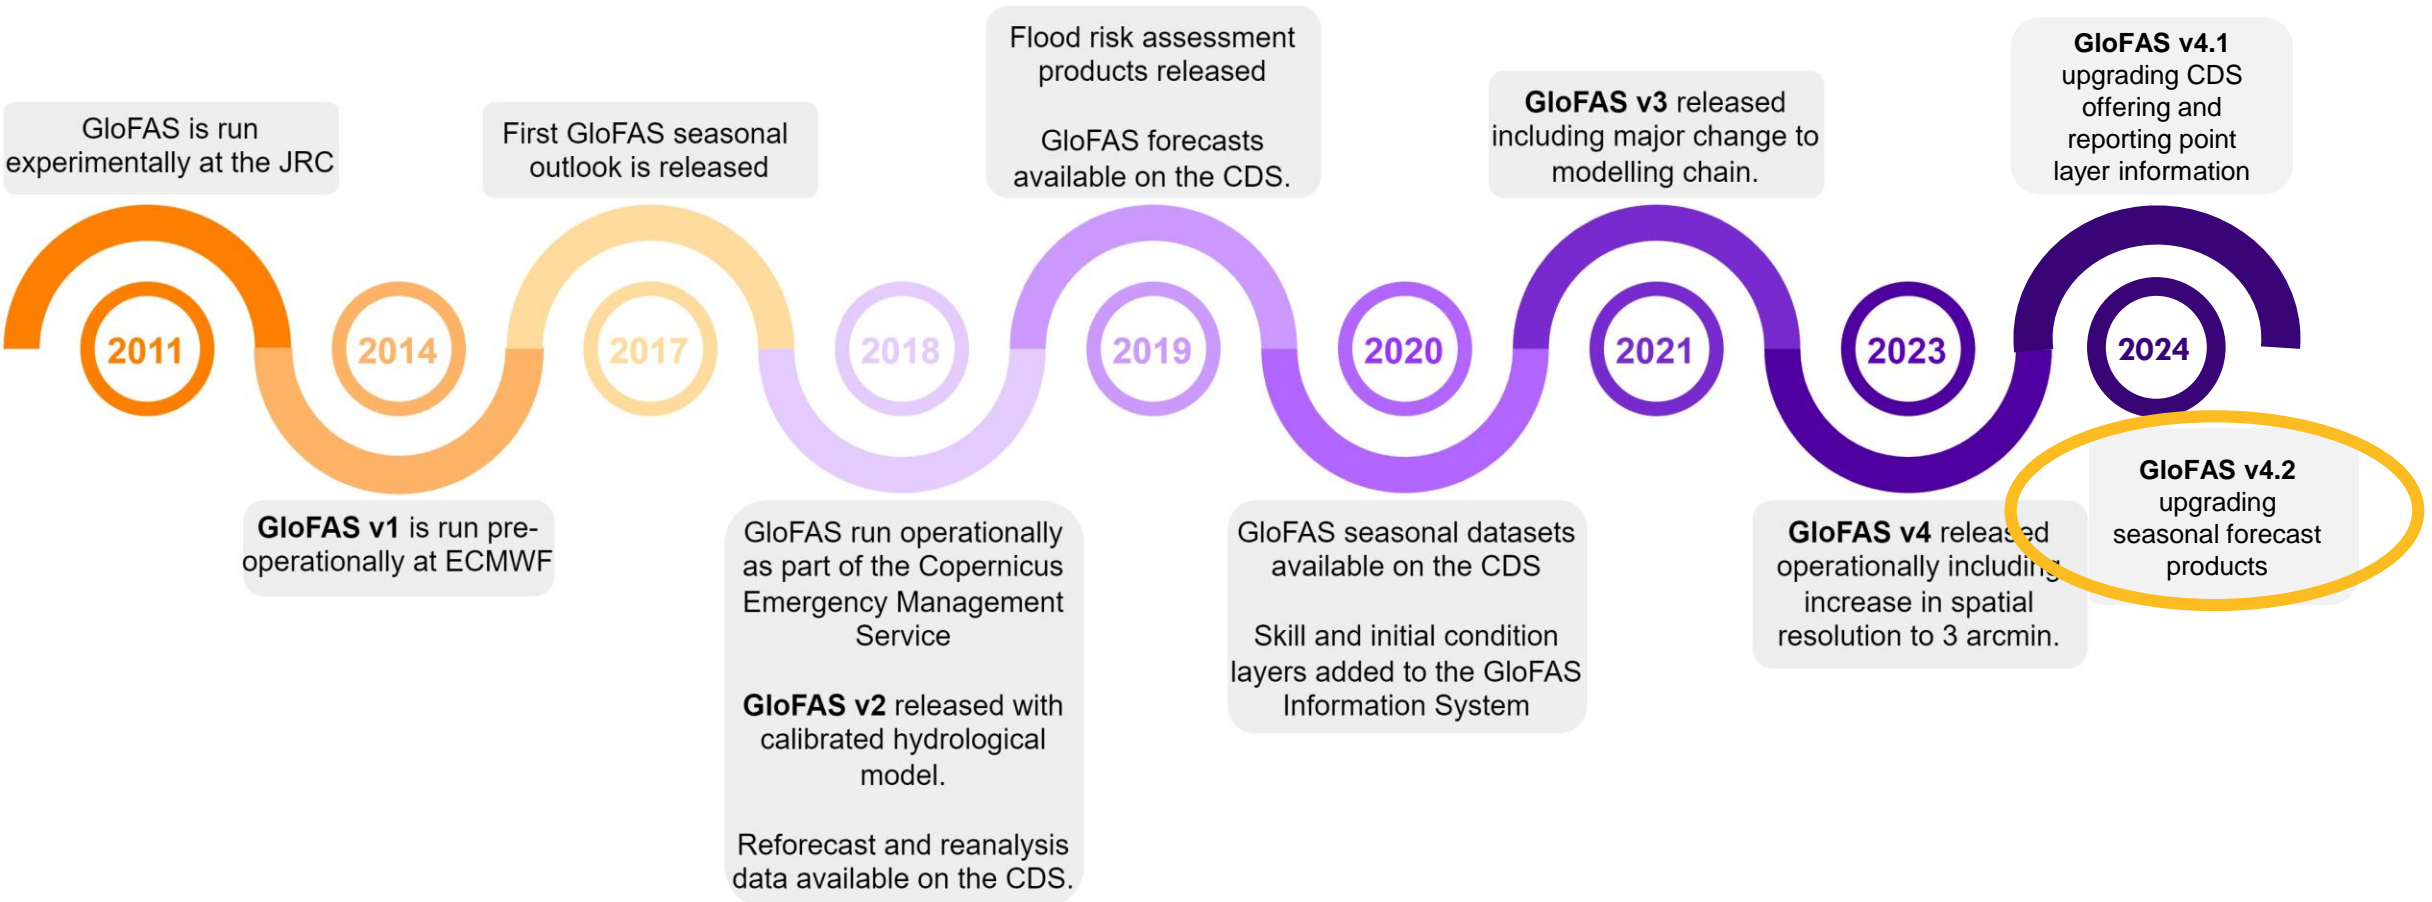 GloFAS is run
experimentally at the JRC
2011
2014
GloFAS v1 is run pre-
operationally at ECMWF
First GloFAS seasonal
outlook is released
2017
2018
GloFAS run operationally
as part of the Copernicus
Emergency Management
Service
GloFAS v2 released with
calibrated hydrological
model.
Reforecast and reanalysis
data available on the CDS.
Flood risk assessment
products released
GloFAS forecasts
available on the CDS.
2019
2020
GloFAS seasonal datasets
available on the CDS
Skill and initial condition
layers added to the GloFAS
Information System
GloFAS v3 released
including major change to
modelling chain.
2021
2023
GloFAS v4 released
operationally including
increase in spatial
resolution to 3 arcmin.
GloFAS v4.1
upgrading CDS
offering and
reporting point
layer information
2024
GloFAS v4.2
upgrading
seasonal forecast
products